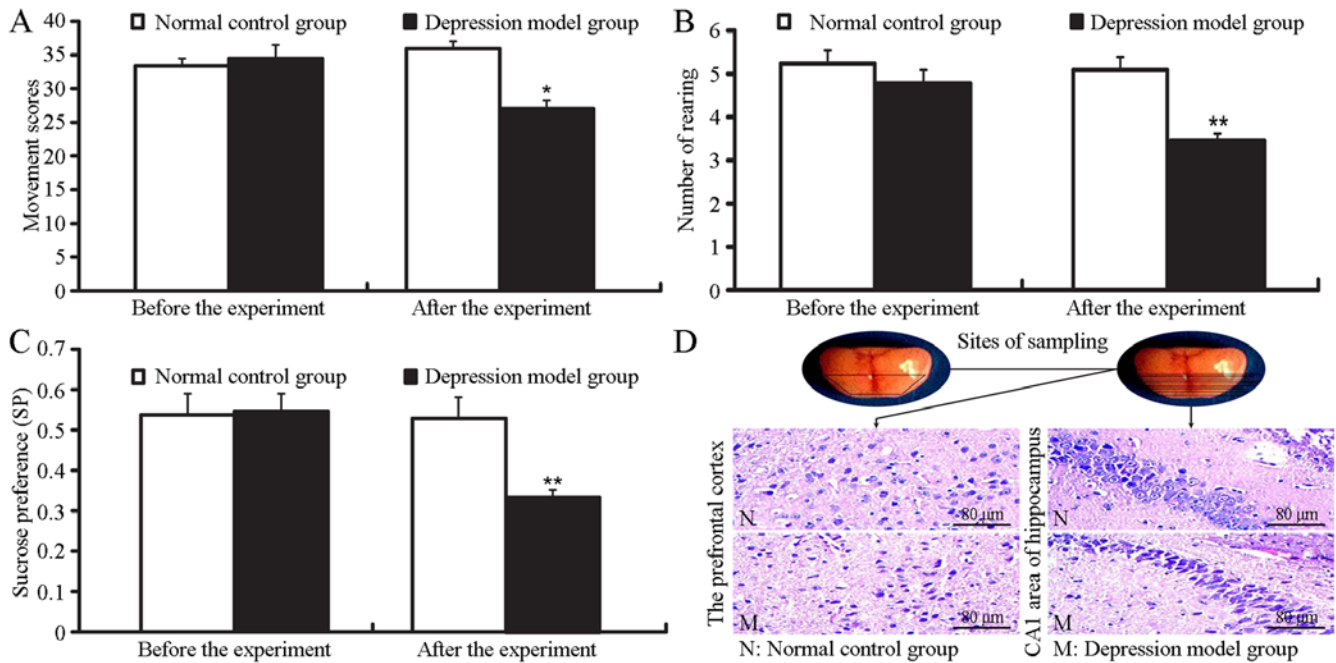 A
Normal control group
Depression model group
Movement scores
40
35
30
25
20
15
10
5
0
*
Before the experiment
After the experiment
B
Normal control group
Depression model group
Number of rearing
6
5
4
3
2
1
0
**
Before the experiment
After the experiment
C
Normal control group
Depression model group
Sucrose preference (SP)
0.7
0.6
0.5
0.4
0.3
0.2
0.1
0
**
Before the experiment
After the experiment
D
Sites of sampling
The prefrontal cortex
N
80 μm
M
80 μm
CA1 area of hippocampus
N
80 μm
M
80 μm
N: Normal control group
M: Depression model group